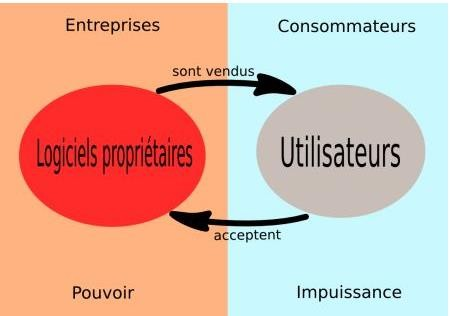 Entreprises
Consommateurs
sont vendus
Logiciels propriétaires
Utilisateurs
acceptent
Pouvoir
Impuissance